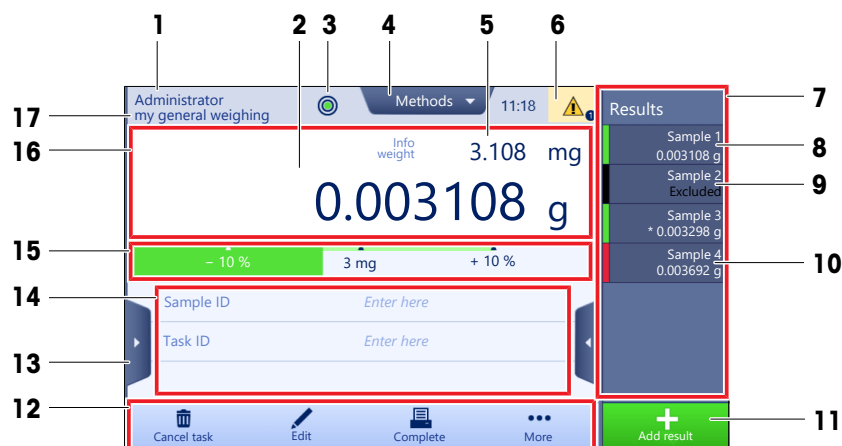 1 2 3 4 5 6
Administrator
my general weighing
Methods
11:18
1
17
16
Info
weight
3.108 mg
0.003108 g
15
– 10 % 3 mg + 10 %
14
Sample ID Enter here
Task ID Enter here
13
12
Cancel task Edit Complete More
Results
7
Sample 1
0.003108 g
8
Sample 2
Excluded
9
Sample 3
* 0.003298 g
Sample 4
0.003692 g
10
Add result
11